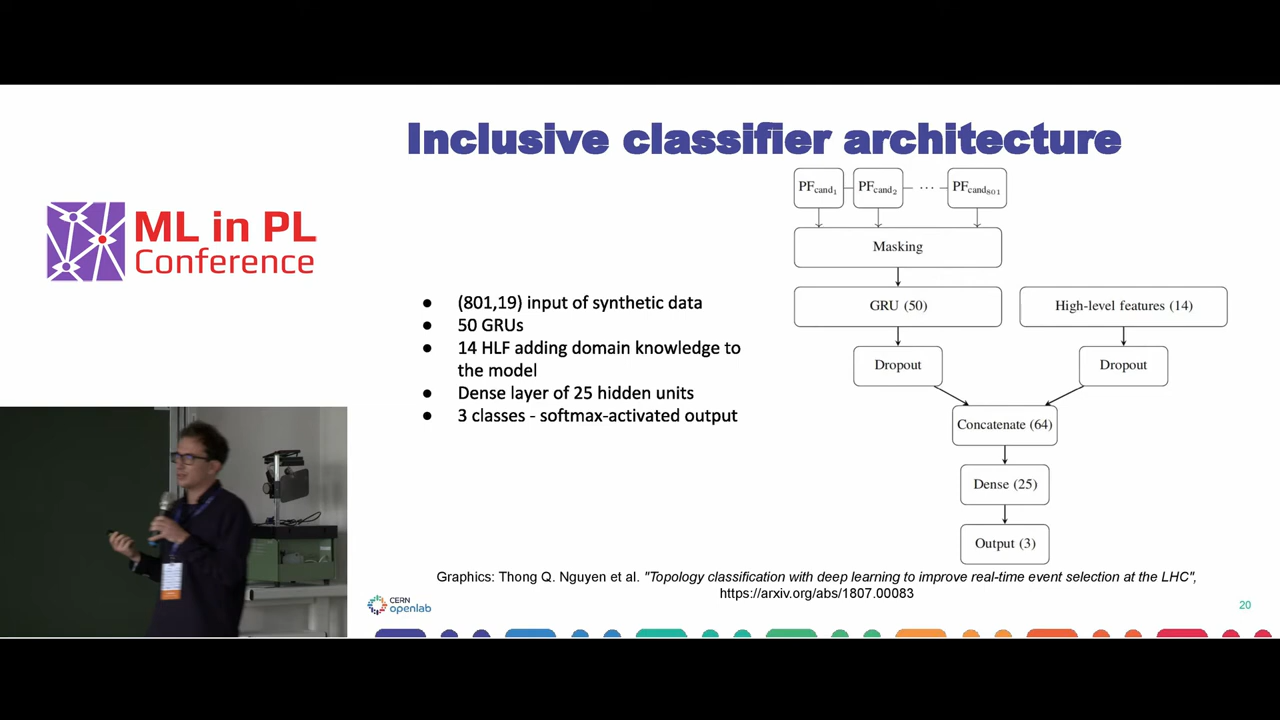 Inclusive classifier architecture
ML in PL
Conference
● (801,19) input of synthetic data
● 50 GRUs
● 14 HLF adding domain knowledge to
the model
● Dense layer of 25 hidden units
● 3 classes - softmax-activated output
PFcand1 PFcand2 ... PFcand801
Masking
GRU (50) High-level features (14)
Dropout Dropout
Concatenate (64)
Dense (25)
Output (3)
Graphics: Thong Q. Nguyen et al. "Topology classification with deep learning to improve real-time event selection at the LHC",
https://arxiv.org/abs/1807.00083
CERN
openlab
20